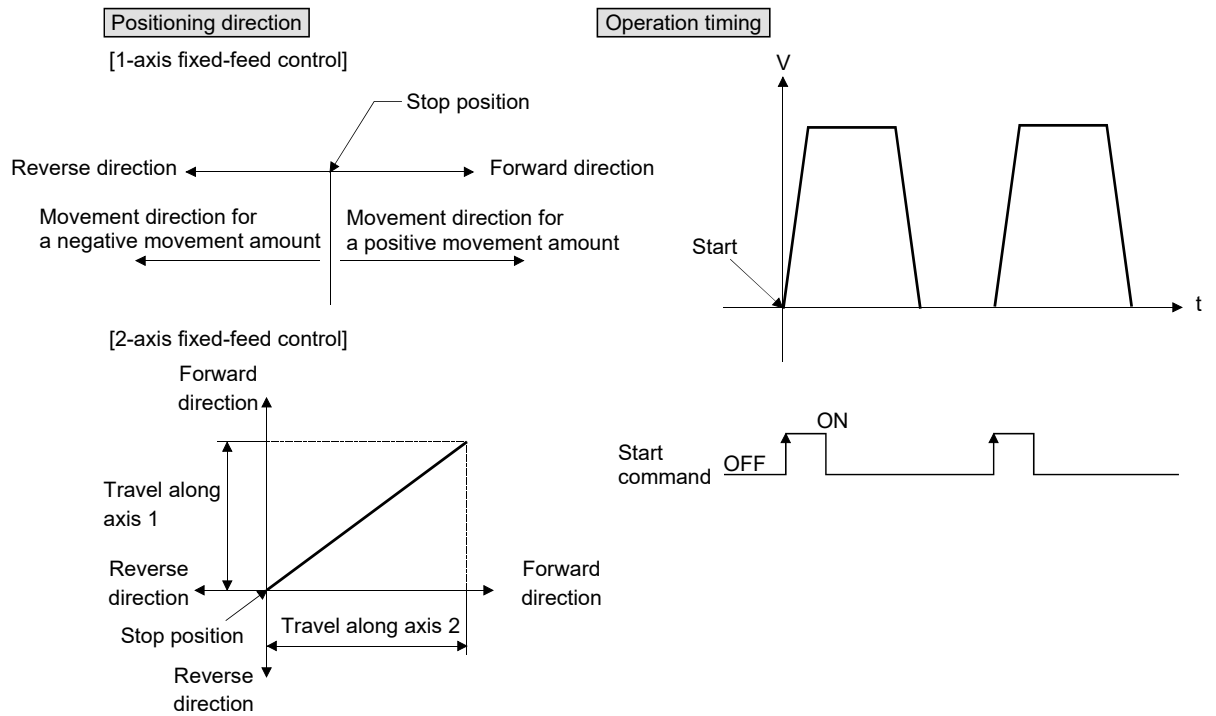 Positioning direction
[1-axis fixed-feed control]
Stop position
Reverse direction
Forward direction
Movement direction for
a negative movement amount
Movement direction for
a positive movement amount
[2-axis fixed-feed control]
Forward
direction
Travel along
axis 1
Reverse
direction
Forward
direction
Stop position
Travel along axis 2
Reverse
direction
Operation timing
V
Start
t
ON
Start
command
OFF